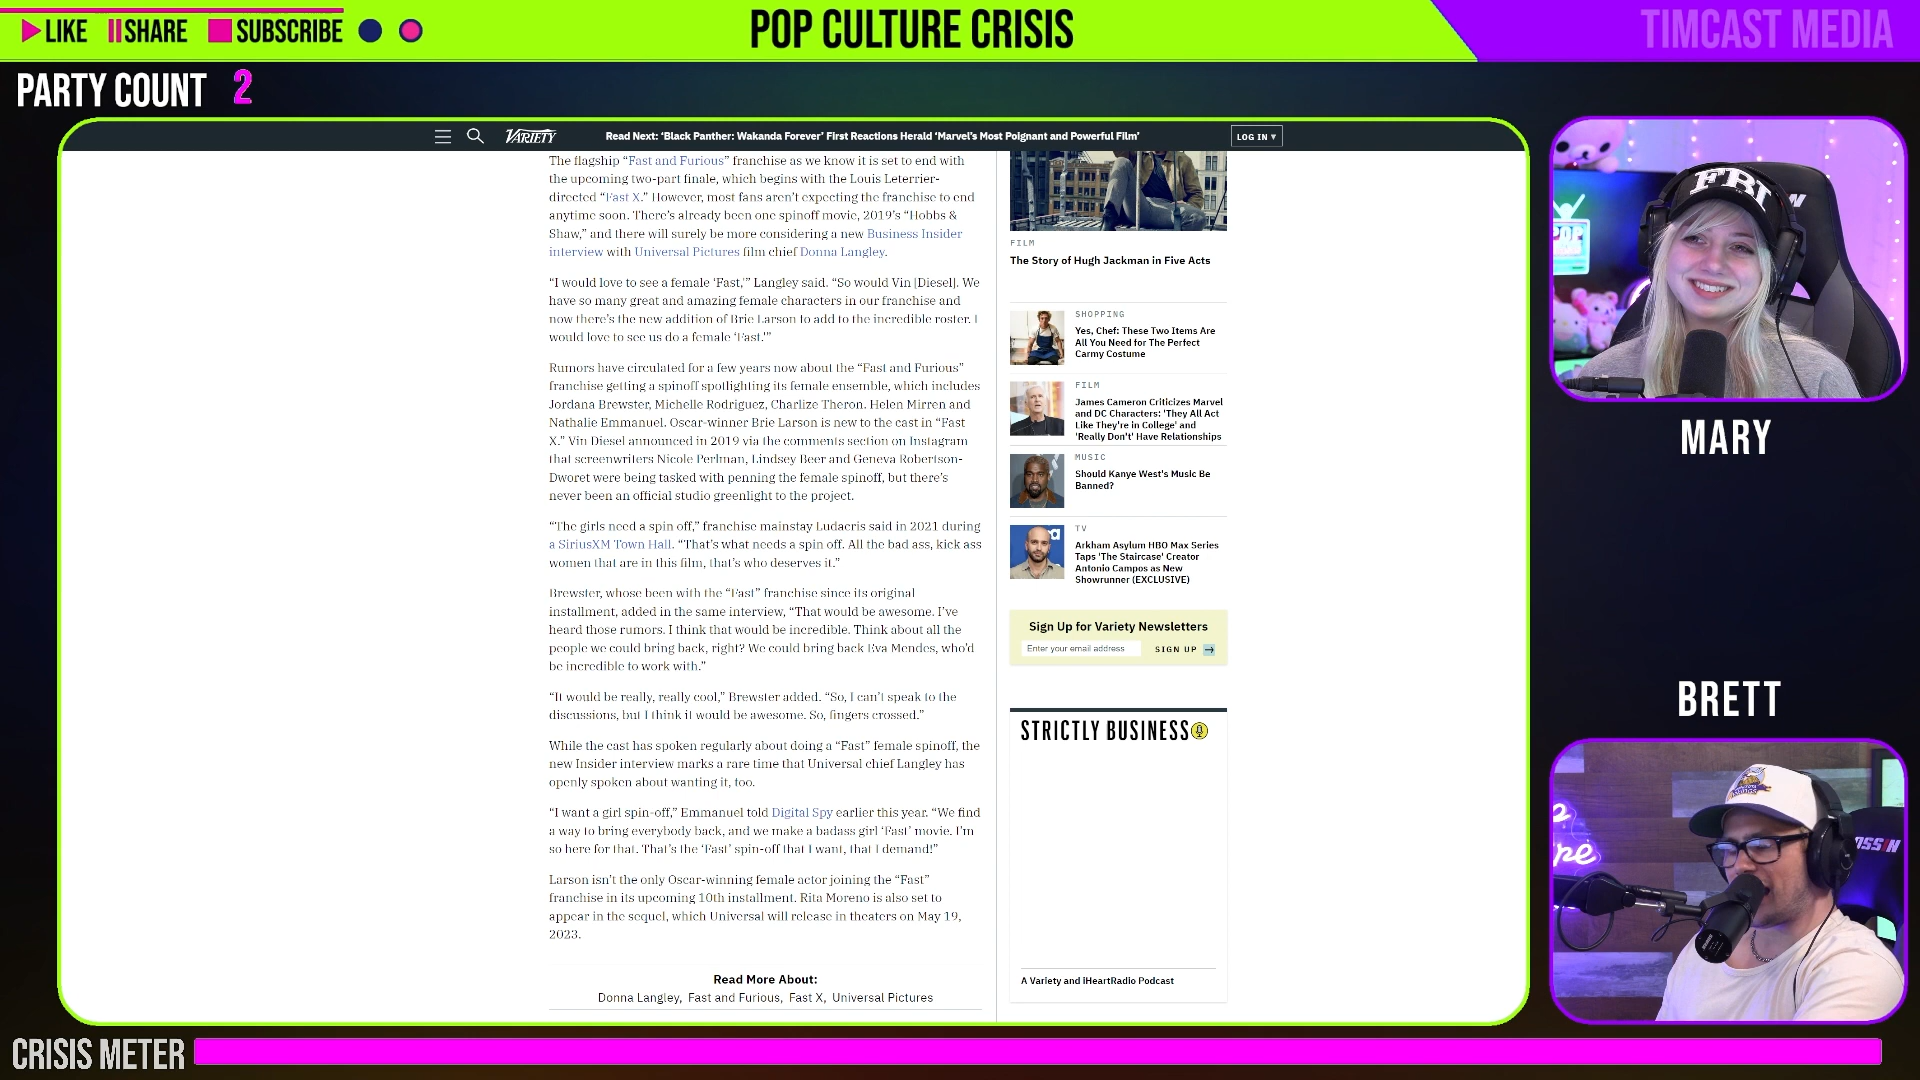 LIKE SHARE SUBSCRIBE
POP CULTURE CRISIS
TIMCAST MEDIA
PARTY COUNT 2
VARIETY
Read Next: ‘Black Panther: Wakanda Forever’ First Reactions Herald ‘Marvel’s Most Poignant and Powerful Film’
LOG IN ▾
The flagship “Fast and Furious” franchise as we know it is set to end with
the upcoming two-part finale, which begins with the Louis Leterrier-
directed “Fast X.” However, most fans aren’t expecting the franchise to end
anytime soon. There’s already been one spinoff movie, 2019’s “Hobbs &
Shaw,” and there will surely be more considering a new Business Insider
interview with Universal Pictures film chief Donna Langley.
“I would love to see a female ‘Fast,’” Langley said. “So would Vin [Diesel]. We
have so many great and amazing female characters in our franchise and
now there’s the new addition of Brie Larson to add to the incredible roster. I
would love to see us do a female ‘Fast.’”
Rumors have circulated for a few years now about the “Fast and Furious”
franchise getting a spinoff spotlighting its female ensemble, which includes
Jordana Brewster, Michelle Rodriguez, Charlize Theron. Helen Mirren and
Nathalie Emmanuel. Oscar-winner Brie Larson is new to the cast in “Fast
X.” Vin Diesel announced in 2019 via the comments section on Instagram
that screenwriters Nicole Perlman, Lindsey Beer and Geneva Robertson-
Dworet were being tasked with penning the female spinoff, but there’s
never been an official studio greenlight to the project.
“The girls need a spin off,” franchise mainstay Ludacris said in 2021 during
a SiriusXM Town Hall. “That’s what needs a spin off. All the bad ass, kick ass
women that are in this film, that’s who deserves it.”
Brewster, whose been with the “Fast” franchise since its original
installment, added in the same interview, “That would be awesome. I’ve
heard those rumors. I think that would be incredible. Think about all the
people we could bring back, right? We could bring back Eva Mendes, who’d
be incredible to work with.”
“It would be really, really cool,” Brewster added. “So, I can’t speak to the
discussions, but I think it would be awesome. So, fingers crossed.”
While the cast has spoken regularly about doing a “Fast” female spinoff, the
new Insider interview marks a rare time that Universal chief Langley has
openly spoken about wanting it, too.
“I want a girl spin-off,” Emmanuel told Digital Spy earlier this year. “We find
a way to bring everybody back, and we make a badass girl ‘Fast’ movie. I’m
so here for that. That’s the ‘Fast’ spin-off that I want, that I demand!”
Larson isn’t the only Oscar-winning female actor joining the “Fast”
franchise in its upcoming 10th installment. Rita Moreno is also set to
appear in the sequel, which Universal will release in theaters on May 19,
2023.
Read More About:
Donna Langley, Fast and Furious, Fast X, Universal Pictures
FILM
The Story of Hugh Jackman in Five Acts
SHOPPING
Yes, Chef: These Two Items Are
All You Need for The Perfect
Carmy Costume
FILM
James Cameron Criticizes Marvel
and DC Characters: 'They All Act
Like They're in College' and
'Really Don't' Have Relationships
MUSIC
Should Kanye West's Music Be
Banned?
TV
Arkham Asylum HBO Max Series
Taps 'The Staircase' Creator
Antonio Campos as New
Showrunner (EXCLUSIVE)
Sign Up for Variety Newsletters
Enter your email address
SIGN UP →
STRICTLY BUSINESS
A Variety and iHeartRadio Podcast
FBI
POP
MARY
BRETT
OSSIN
CRISIS METER